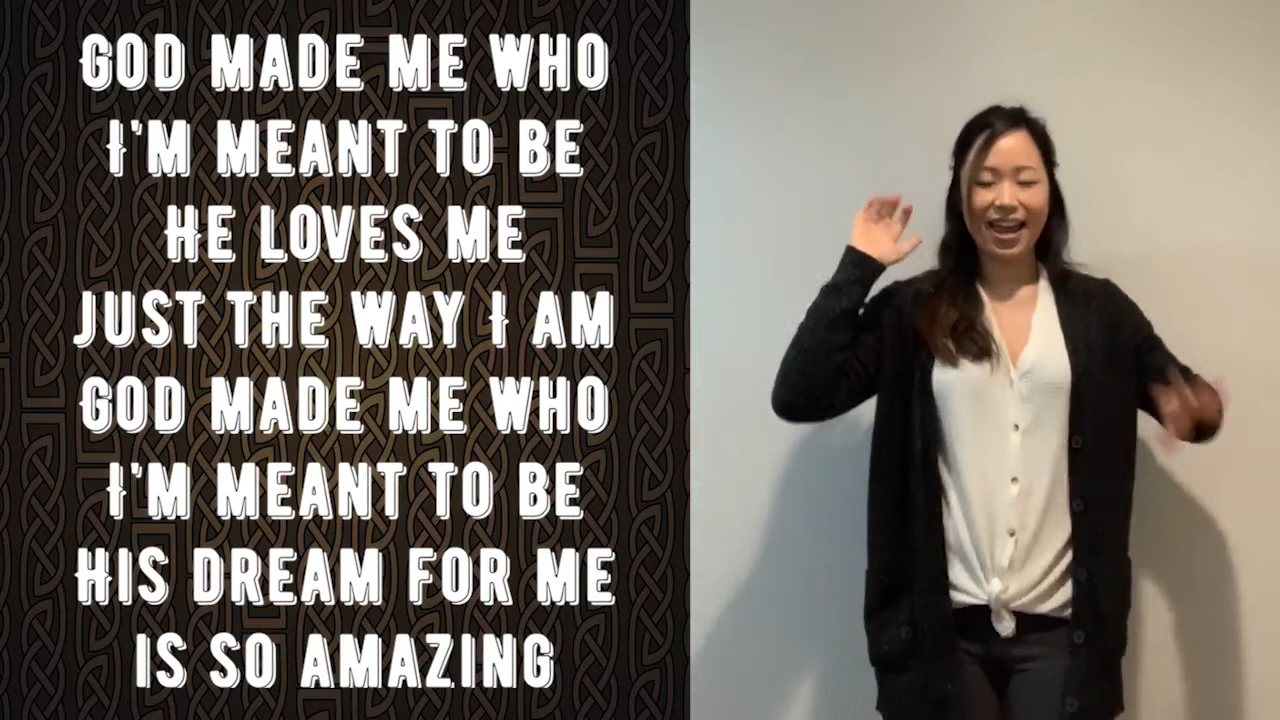 GOD MADE ME WHO
I'M MEANT TO BE
HE LOVES ME
JUST THE WAY I AM
GOD MADE ME WHO
I'M MEANT TO BE
HIS DREAM FOR ME
IS SO AMAZING